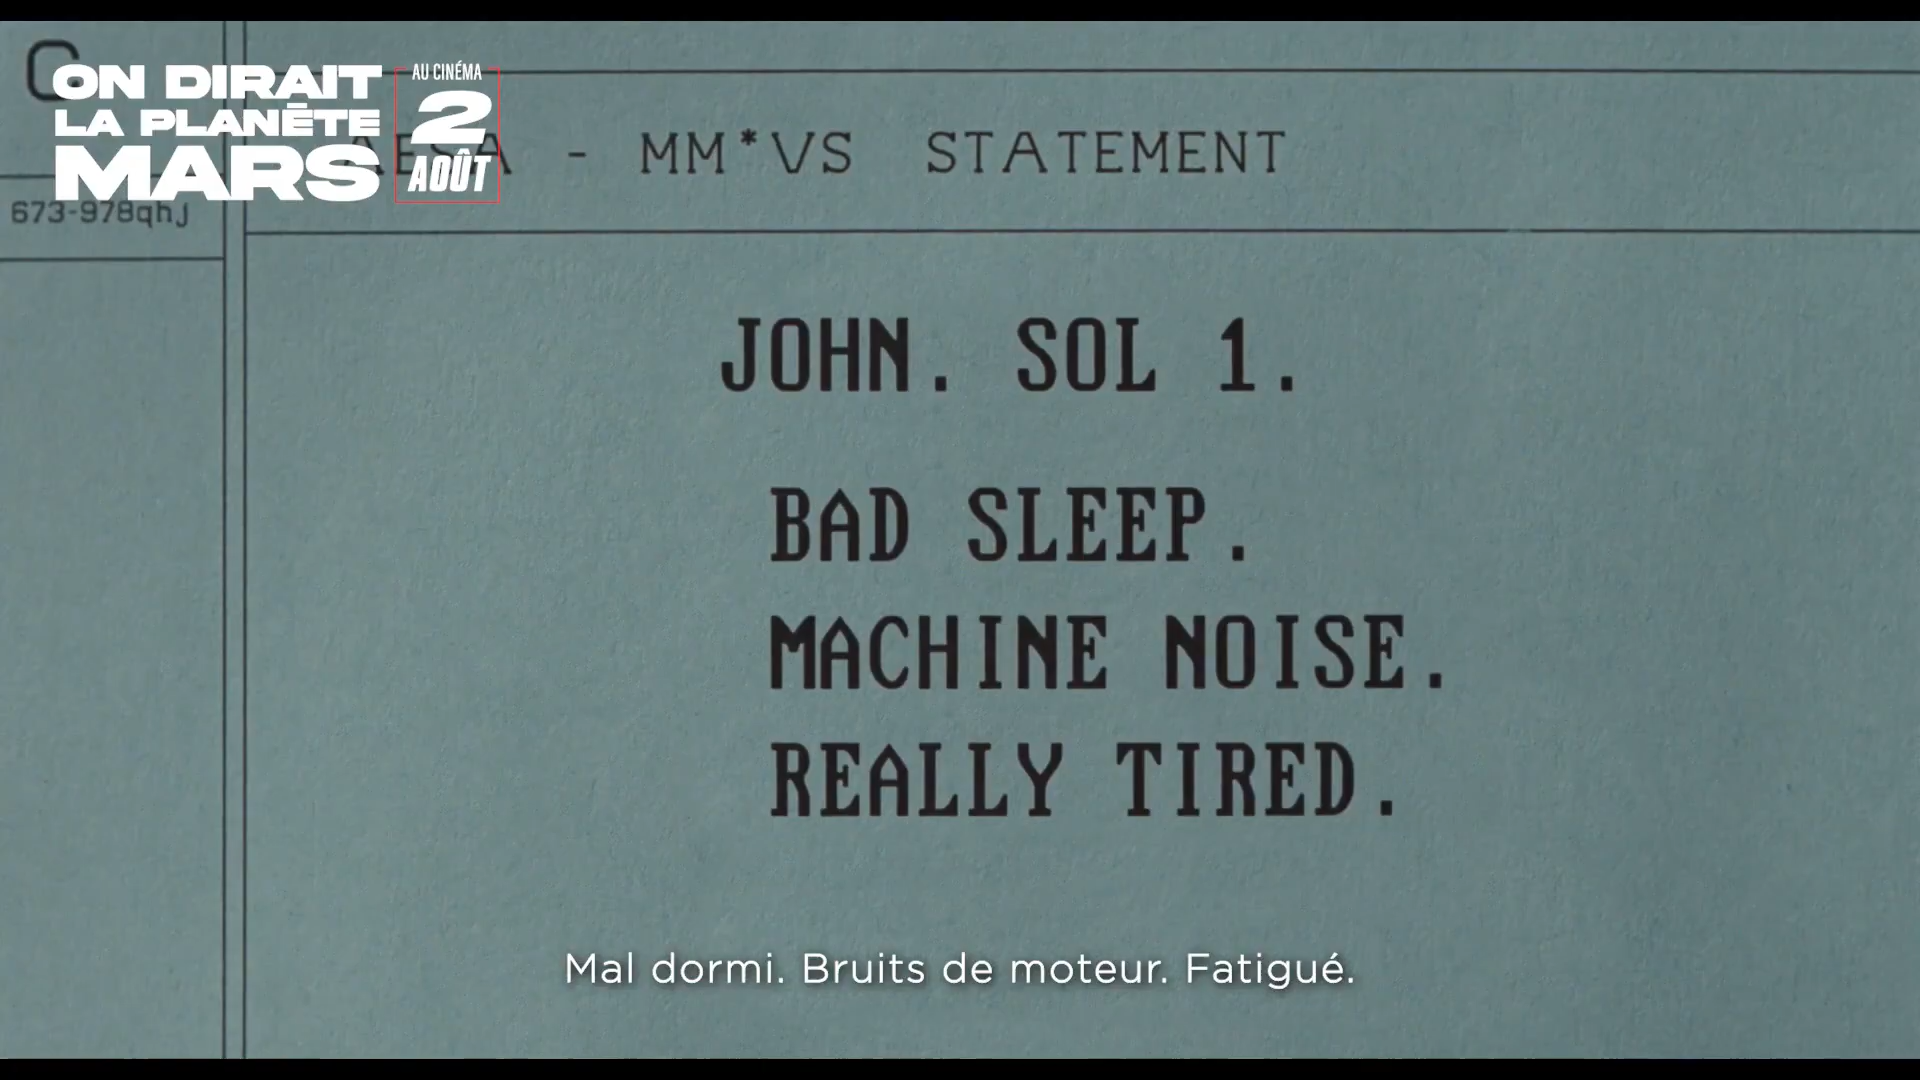 C
ON DIRAIT
LA PLANÈTE
MARS
AU CINÉMA
2
AOÛT
AESA - MM*VS STATEMENT
673-978qhj
JOHN. SOL 1.
BAD SLEEP.
MACHINE NOISE.
REALLY TIRED.
Mal dormi. Bruits de moteur. Fatigué.